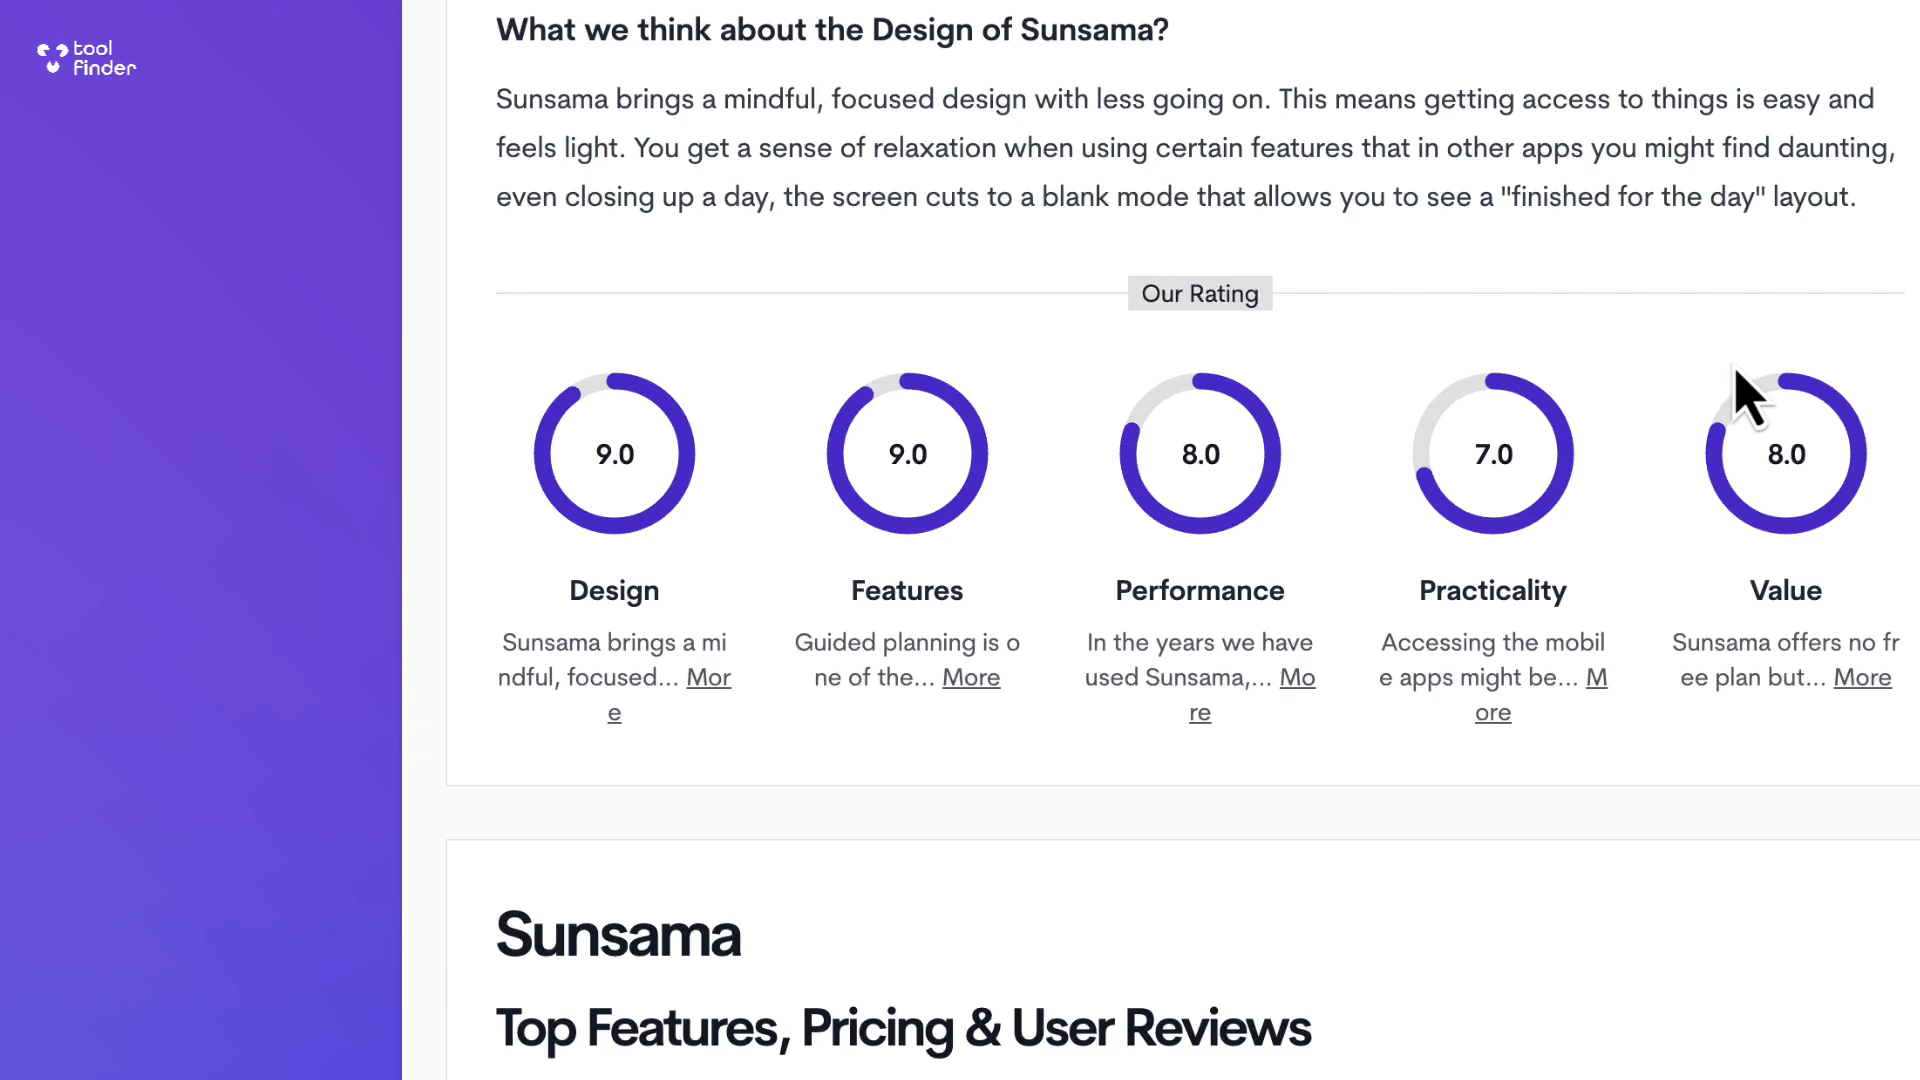 tool
finder
What we think about the Design of Sunsama?
Sunsama brings a mindful, focused design with less going on. This means getting access to things is easy and
feels light. You get a sense of relaxation when using certain features that in other apps you might find daunting,
even closing up a day, the screen cuts to a blank mode that allows you to see a "finished for the day" layout.
Our Rating
9.0
9.0
8.0
7.0
8.0
Design
Features
Performance
Practicality
Value
Sunsama brings a mi
ndful, focused... Mor
e
Guided planning is o
ne of the... More
In the years we have
used Sunsama,... Mo
re
Accessing the mobil
e apps might be... M
ore
Sunsama offers no fr
ee plan but... More
Sunsama
Top Features, Pricing & User Reviews